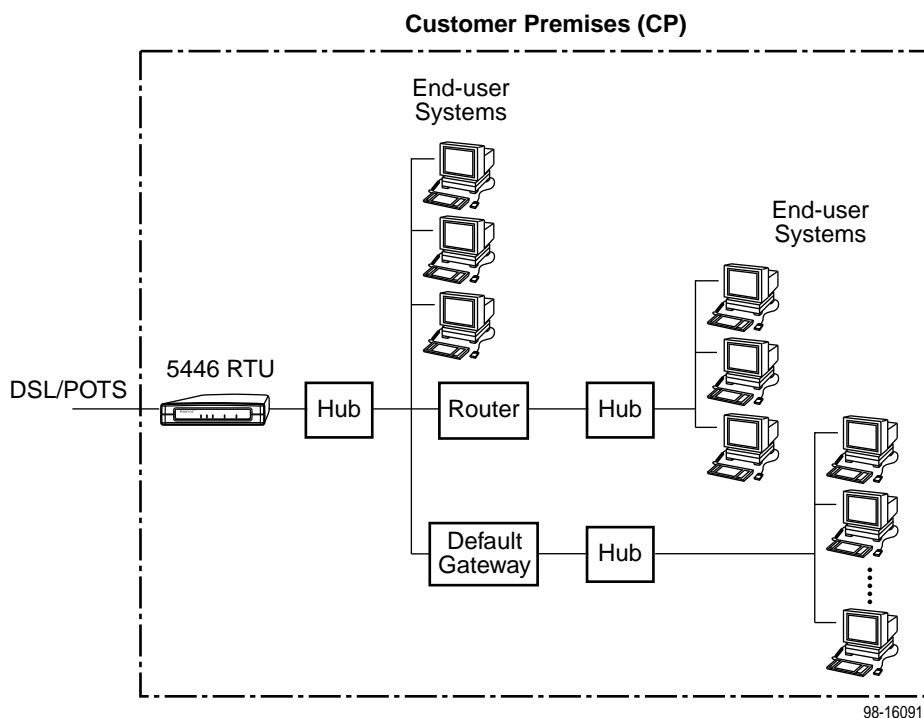 Customer Premises (CP)
End-user
Systems
End-user
Systems
5446 RTU
DSL/POTS
Hub
Router
Hub
Default
Gateway
Hub
98-16091